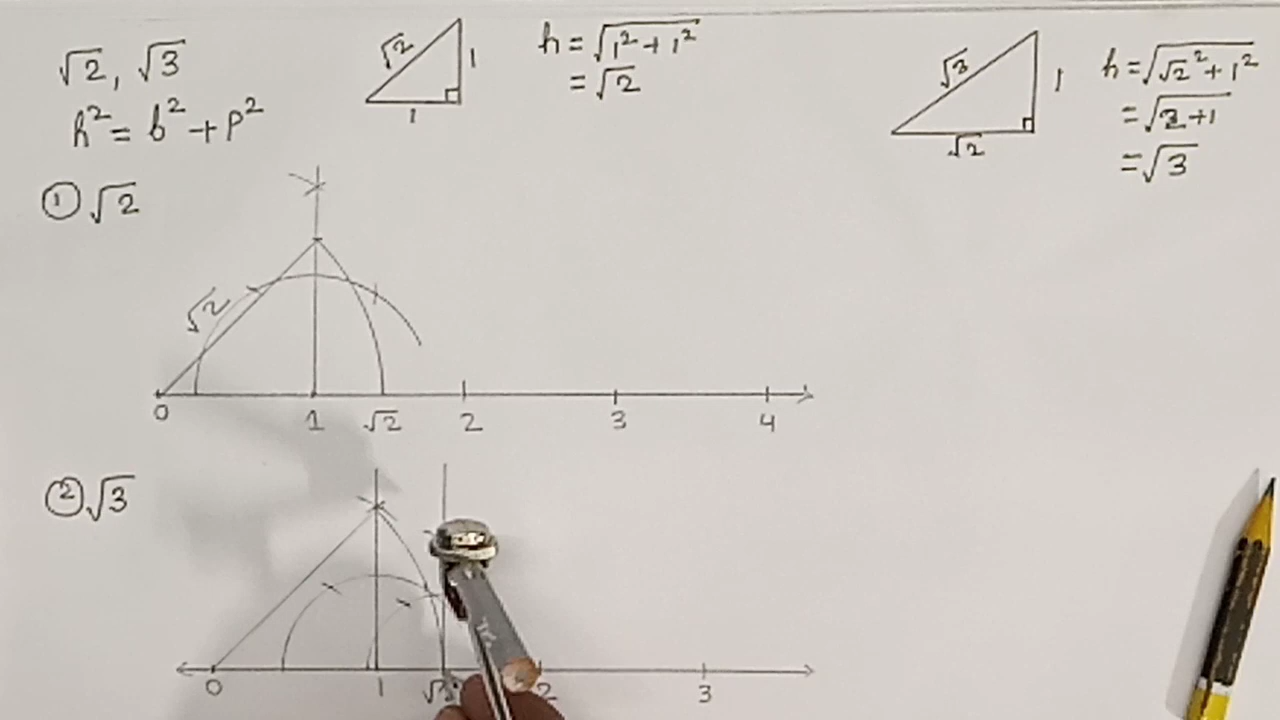 √2, √3
h² = b² + P²
√2
1
1
h = √1² + 1²
= √2
√3
1
√2
h = √√2² + 1²
= √2 + 1
= √3
① √2
√2
0 1 √2 2 3 4
② √3
0 1 2 3